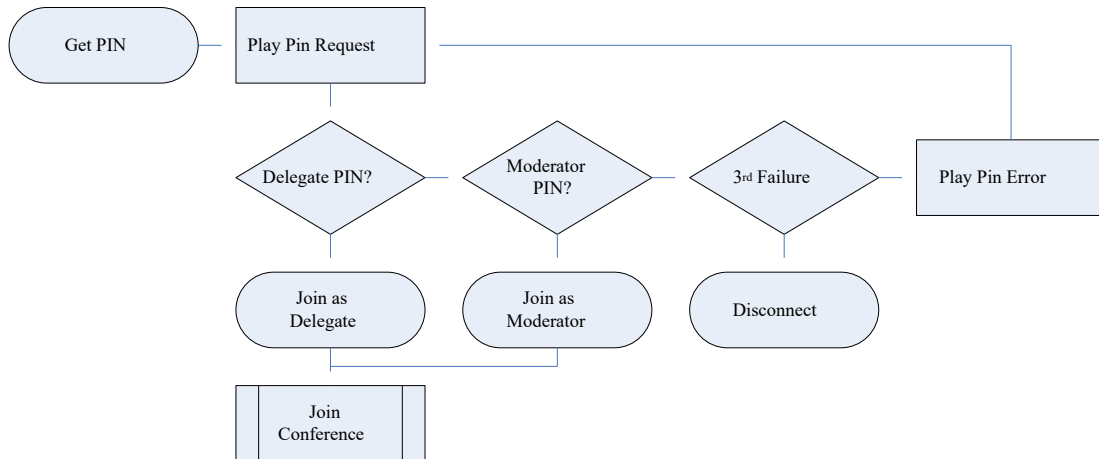 Get PIN
Play Pin Request
Delegate PIN?
Moderator
PIN?
3rd Failure
Play Pin Error
Join as
Delegate
Join as
Moderator
Disconnect
Join
Conference